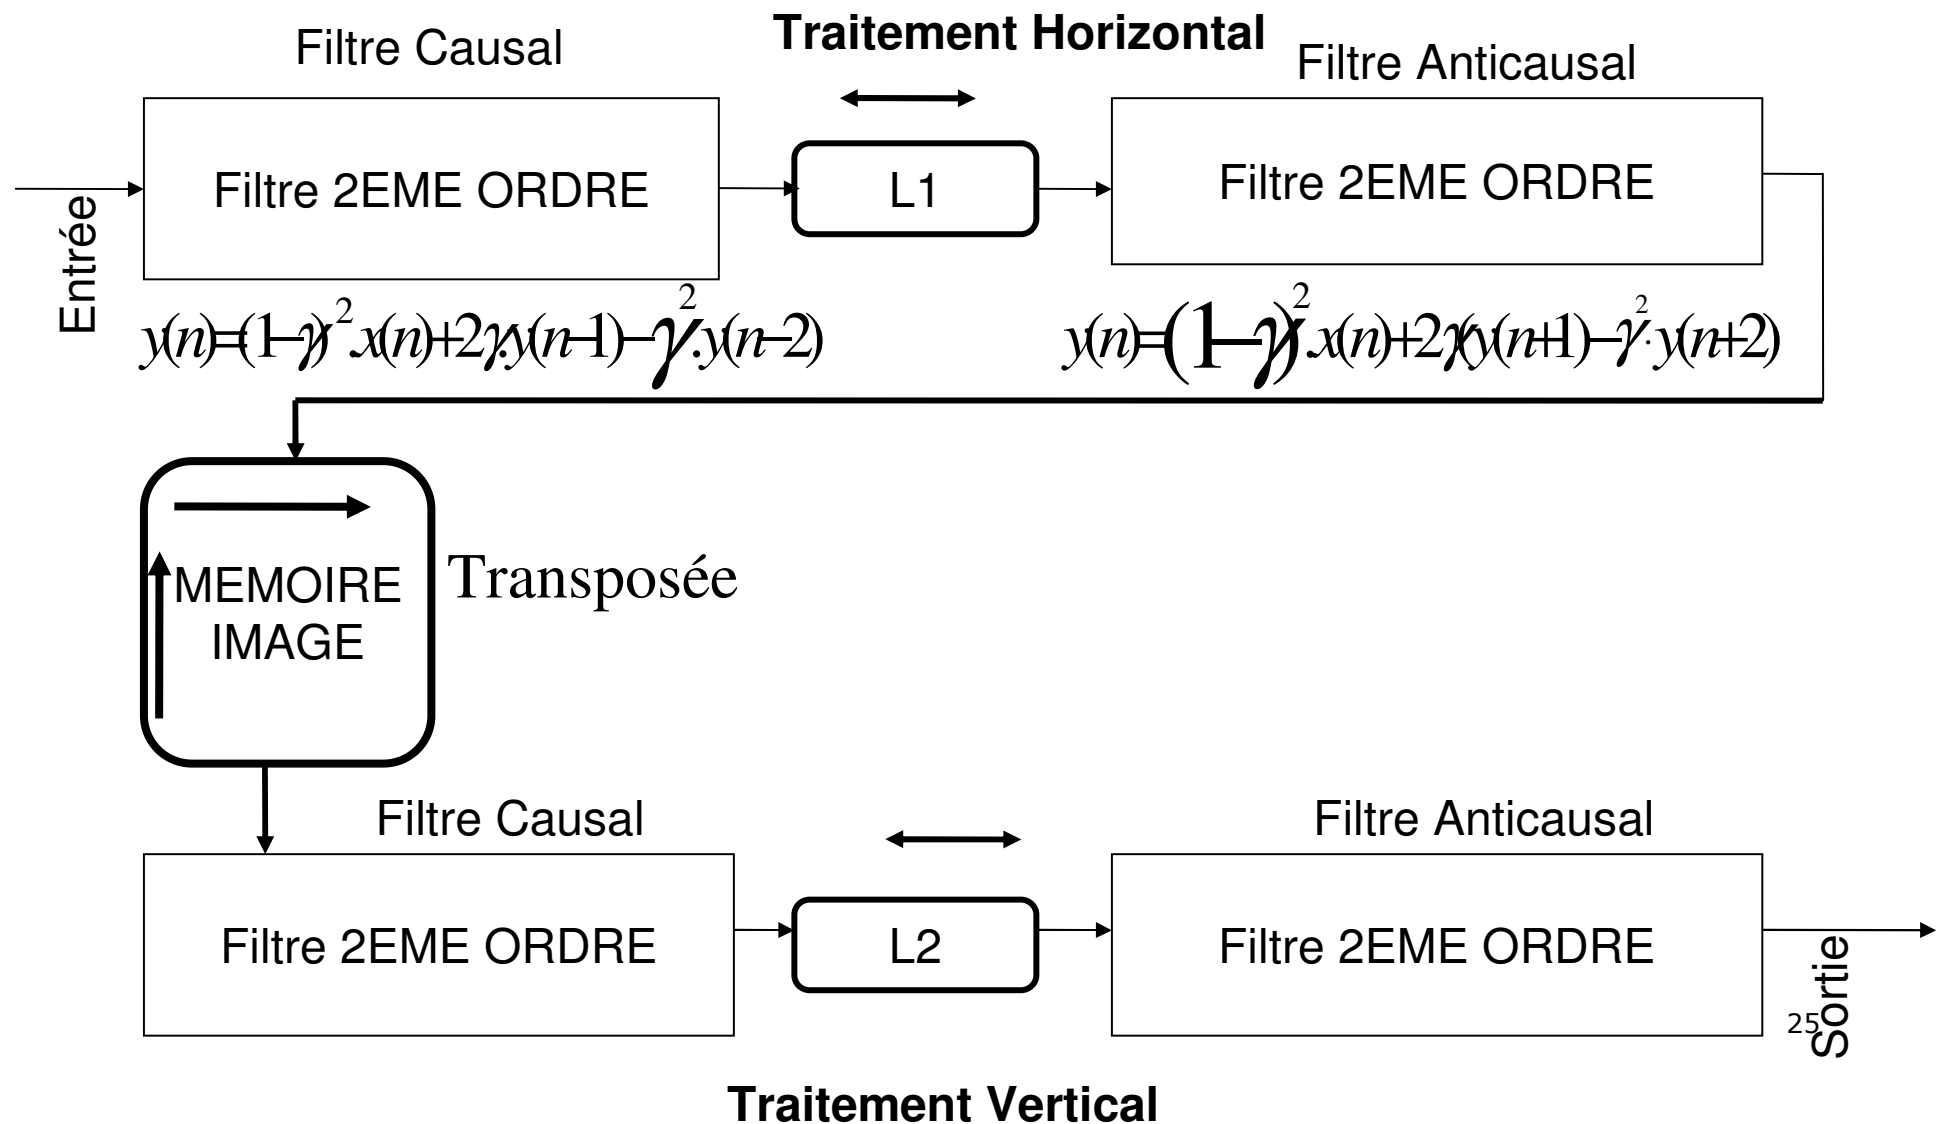 Traitement Horizontal
Filtre Causal
Filtre Anticausal
Filtre 2EME ORDRE
L1
Filtre 2EME ORDRE
Entrée
y(n)=(1−γ)².x(n)+2γ.y(n−1)−γ².y(n−2)
y(n)=(1−γ)².x(n)+2γ(y(n+1)−γ².y(n+2)
MEMOIRE
IMAGE
Transposée
Filtre Causal
Filtre Anticausal
Filtre 2EME ORDRE
L2
Filtre 2EME ORDRE
Sortie
25
Traitement Vertical